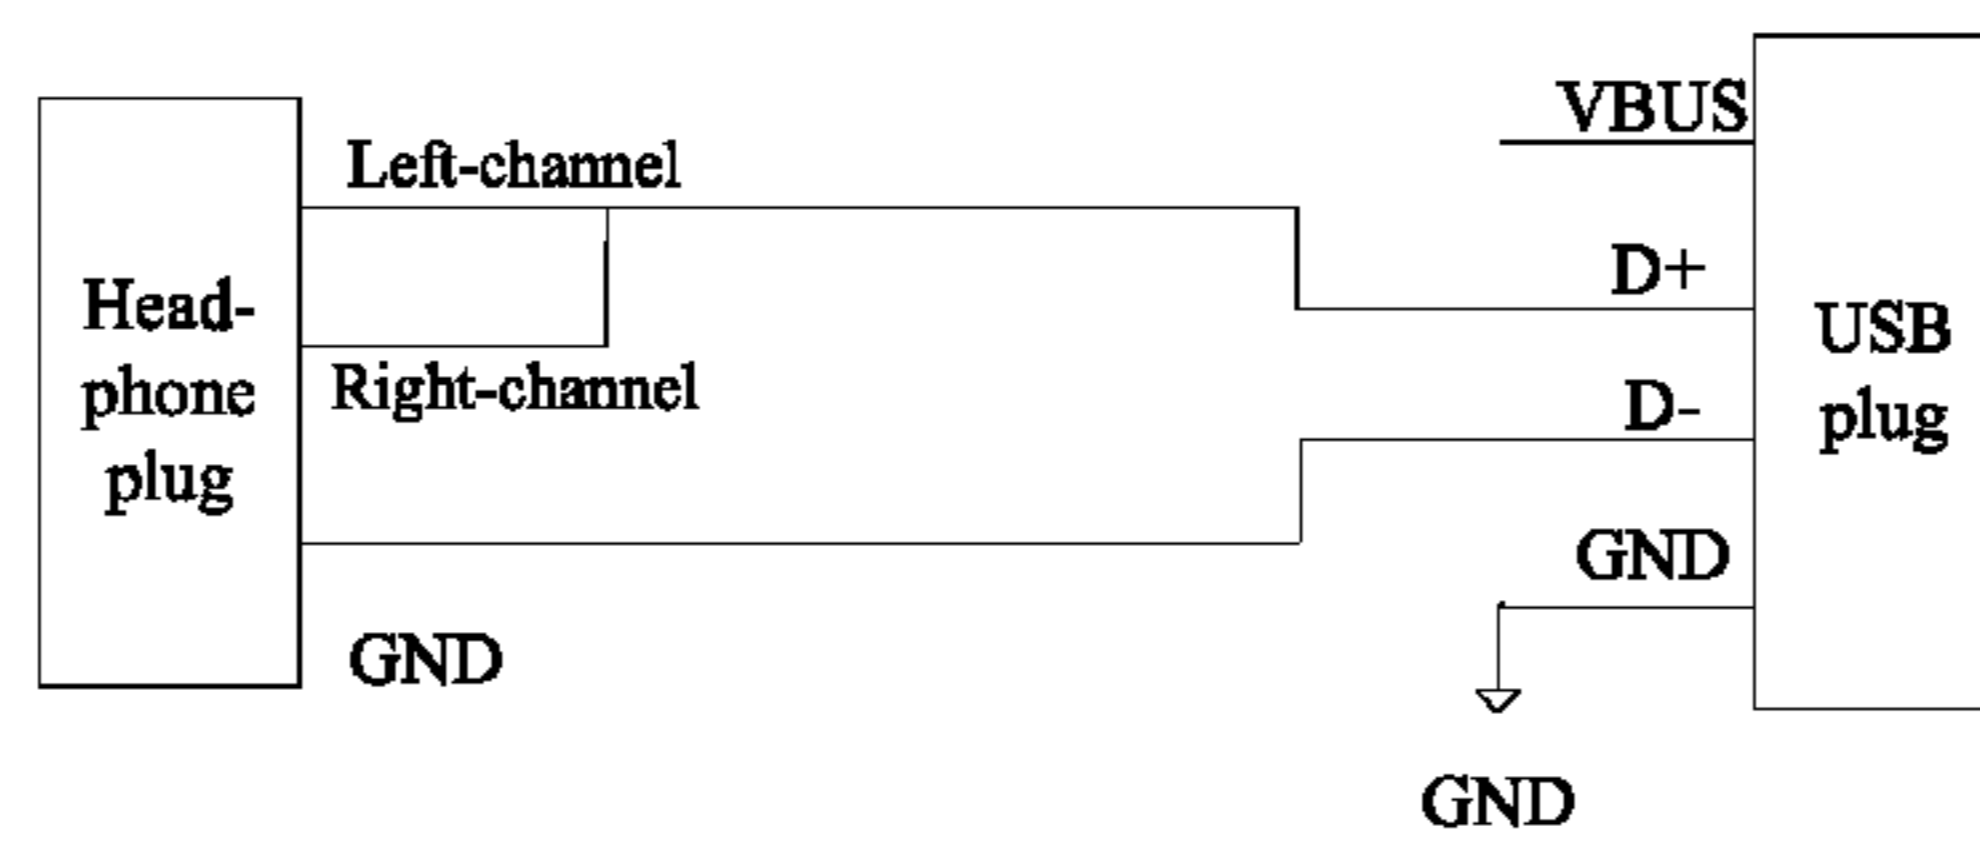 VBUS
Left-channel
D+
Head-
phone
plug
USB
plug
Right-channel
D-
GND
GND
GND